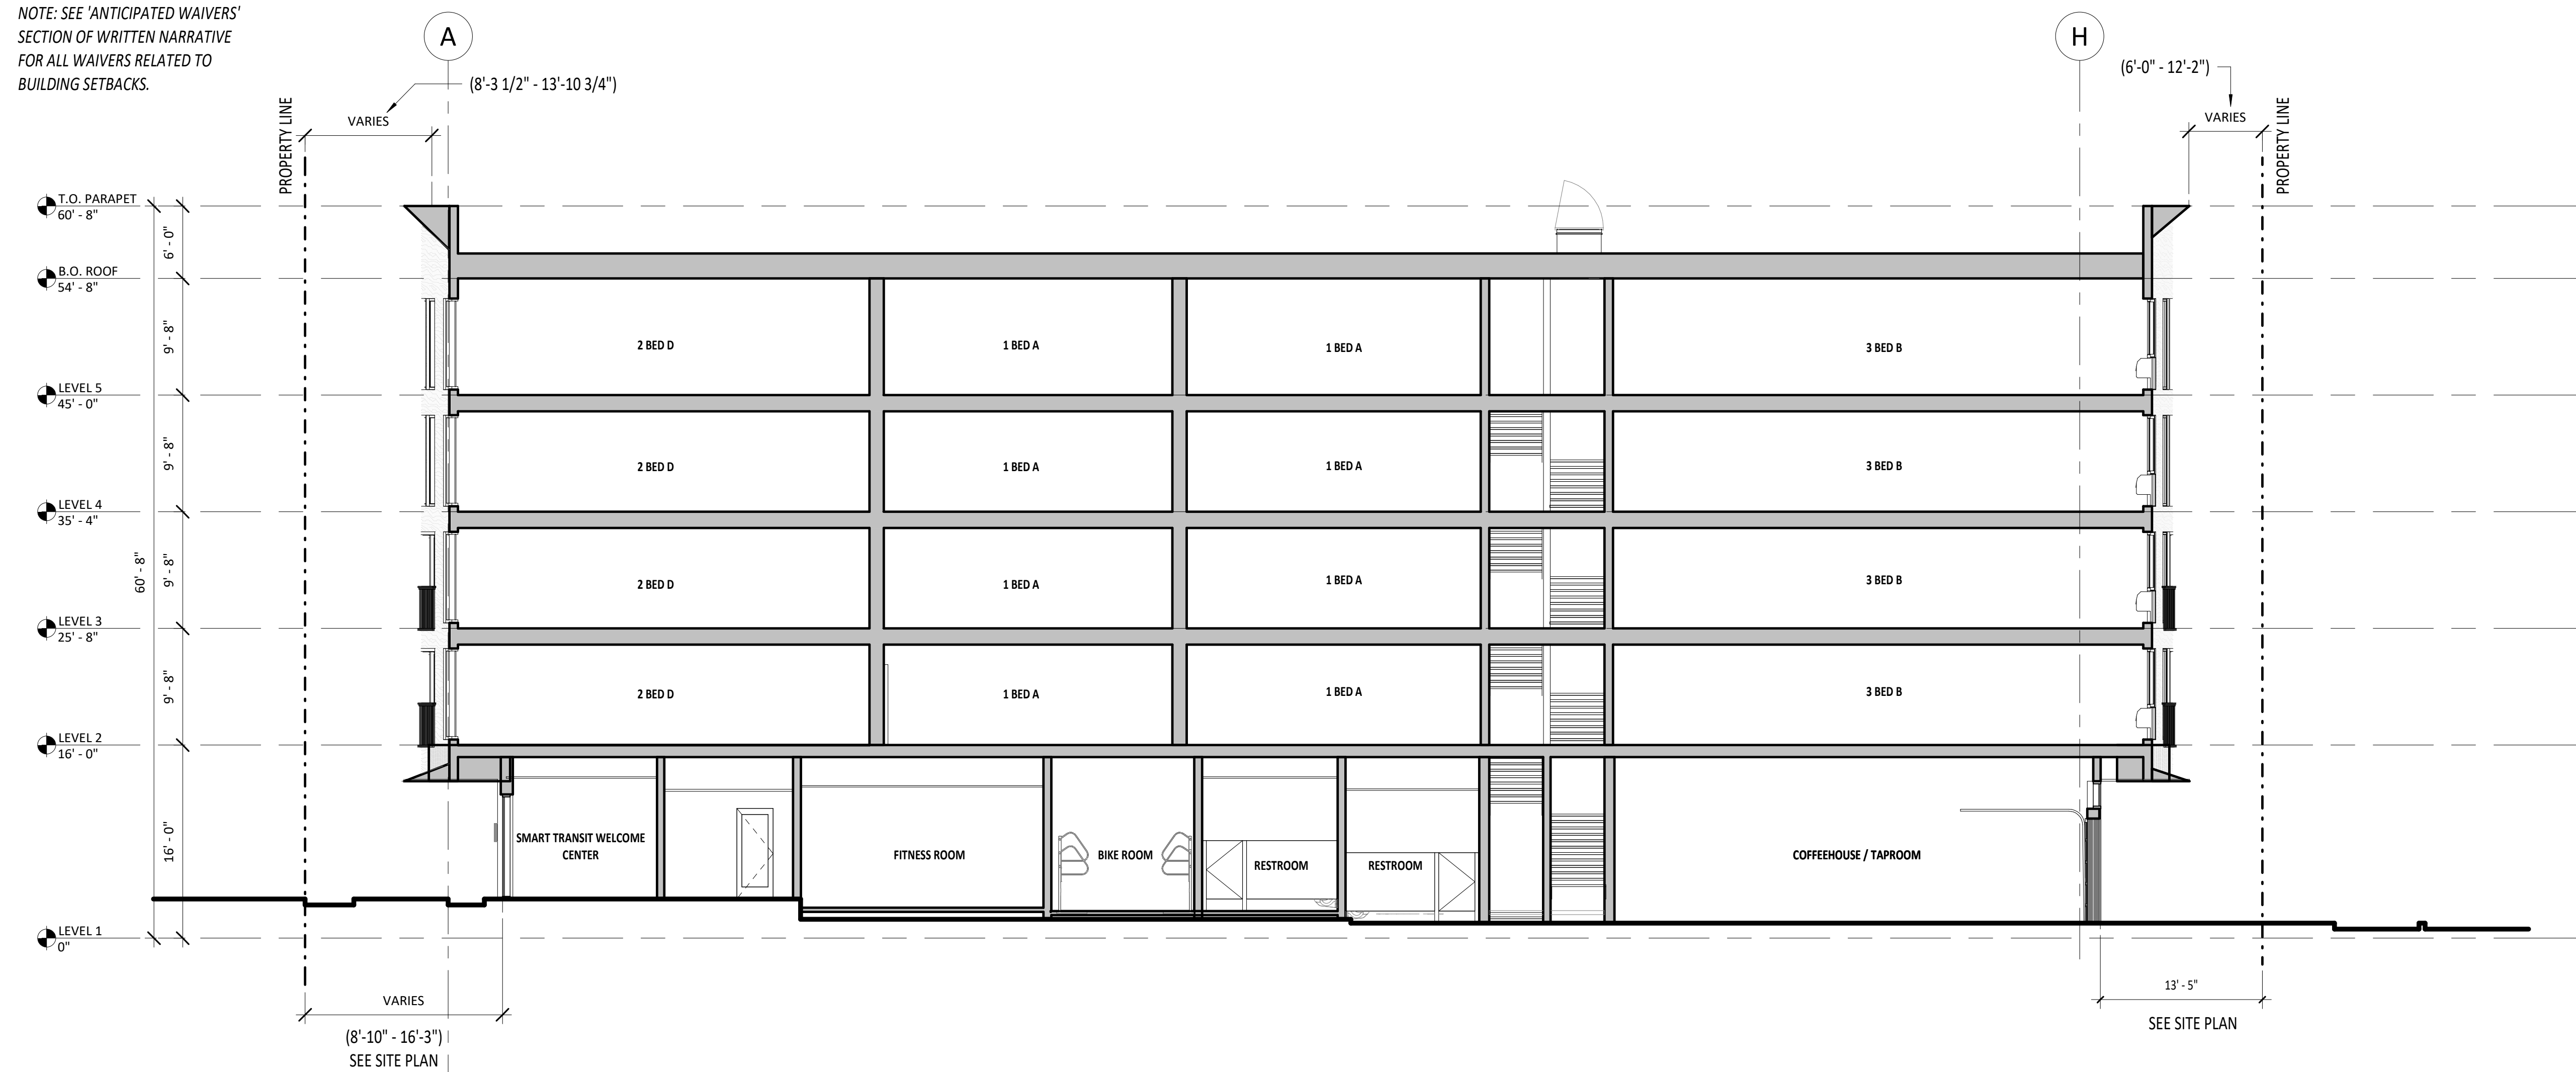 NOTE: SEE 'ANTICIPATED WAIVERS'
SECTION OF WRITTEN NARRATIVE
FOR ALL WAIVERS RELATED TO
BUILDING SETBACKS.
A
H
(8'-3 1/2" - 13'-10 3/4")
(6'-0" - 12'-2")
VARIES
VARIES
PROPERTY LINE
PROPERTY LINE
T.O. PARAPET
60' - 8"
6' - 0"
B.O. ROOF
54' - 8"
9' - 8"
2 BED D
1 BED A
1 BED A
3 BED B
LEVEL 5
45' - 0"
9' - 8"
2 BED D
1 BED A
1 BED A
3 BED B
LEVEL 4
35' - 4"
60' - 8"
9' - 8"
2 BED D
1 BED A
1 BED A
3 BED B
LEVEL 3
25' - 8"
9' - 8"
2 BED D
1 BED A
1 BED A
3 BED B
LEVEL 2
16' - 0"
16' - 0"
SMART TRANSIT WELCOME
CENTER
FITNESS ROOM
BIKE ROOM
RESTROOM
RESTROOM
COFFEEHOUSE / TAPROOM
LEVEL 1
0"
VARIES
(8'-10" - 16'-3")
SEE SITE PLAN
13' - 5"
SEE SITE PLAN